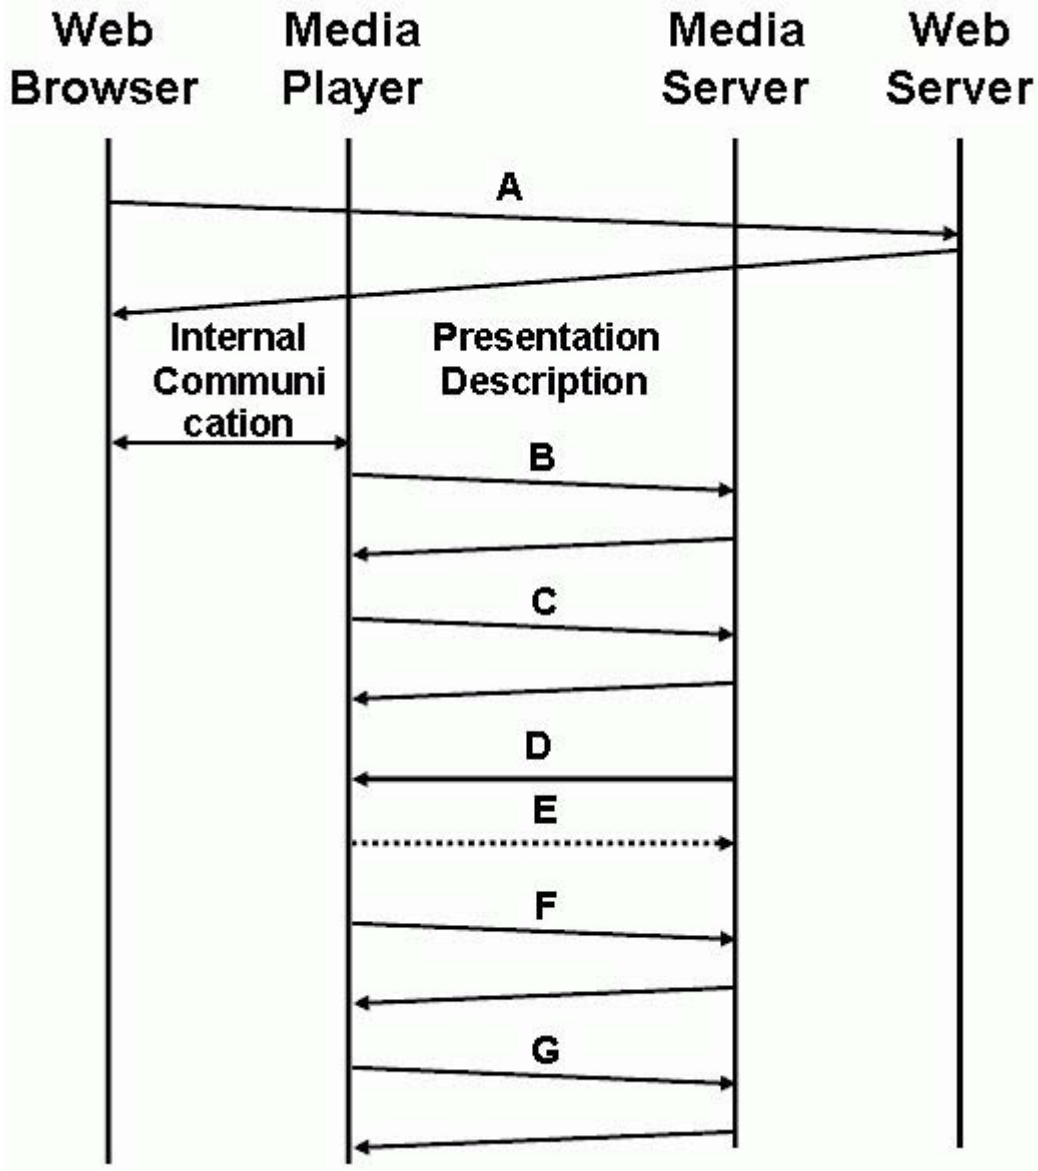 Web Browser
Media Player
Media Server
Web Server
A
Internal Communi cation
Presentation Description
B
C
D
E
F
G